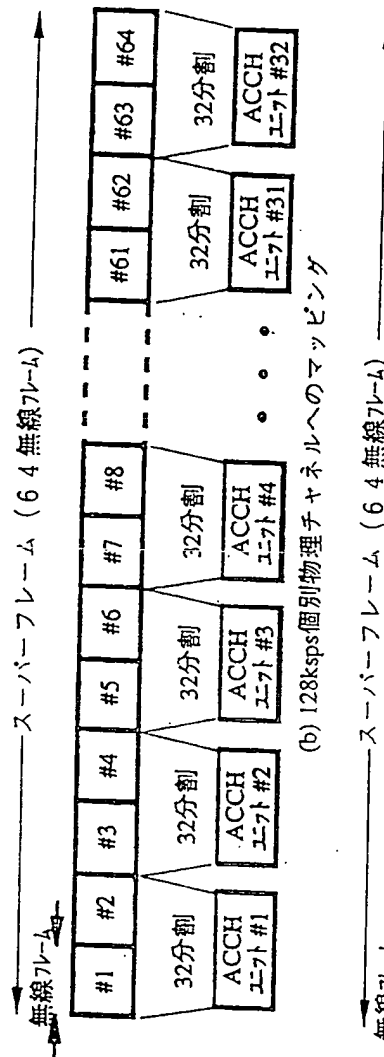 スーパーフレーム (64無線フレーム)
無線フレーム
#1 #2 #3 #4 #5 #6 #7 #8 #61 #62 #63 #64
32分割 32分割 32分割 32分割 32分割 32分割
ACCH ACCH ACCH ACCH ACCH ACCH
ユニット#1 ユニット#2 ユニット#3 ユニット#4 ユニット#31 ユニット#32
(b) 128ksps個別物理チャネルへのマッピング
スーパーフレーム (64無線フレーム)
無線フレーム